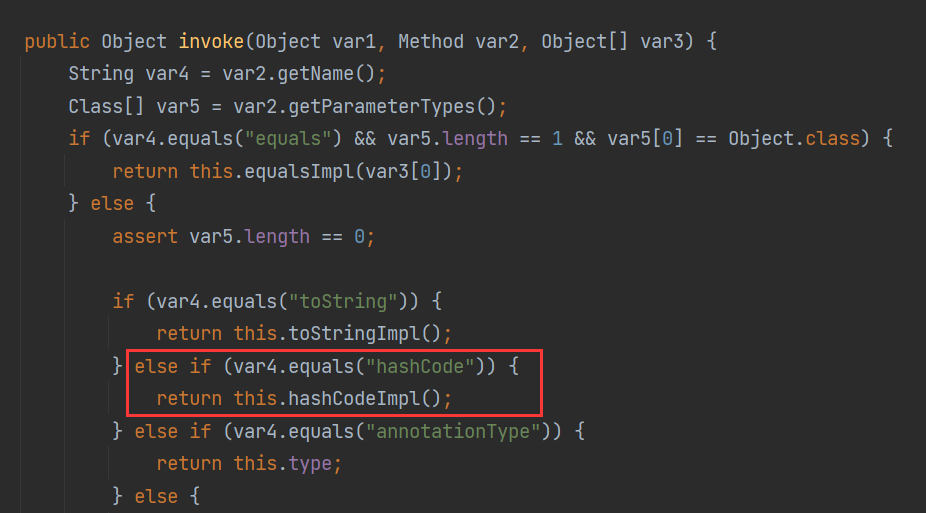 public Object invoke(Object var1, Method var2, Object[] var3) {
String var4 = var2.getName();
Class[] var5 = var2.getParameterTypes();
if (var4.equals("equals") && var5.length == 1 && var5[0] == Object.class) {
return this.equalsImpl(var3[0]);
} else {
assert var5.length == 0;
if (var4.equals("toString")) {
return this.toStringImpl();
} else if (var4.equals("hashCode")) {
return this.hashCodeImpl();
} else if (var4.equals("annotationType")) {
return this.type;
} else {